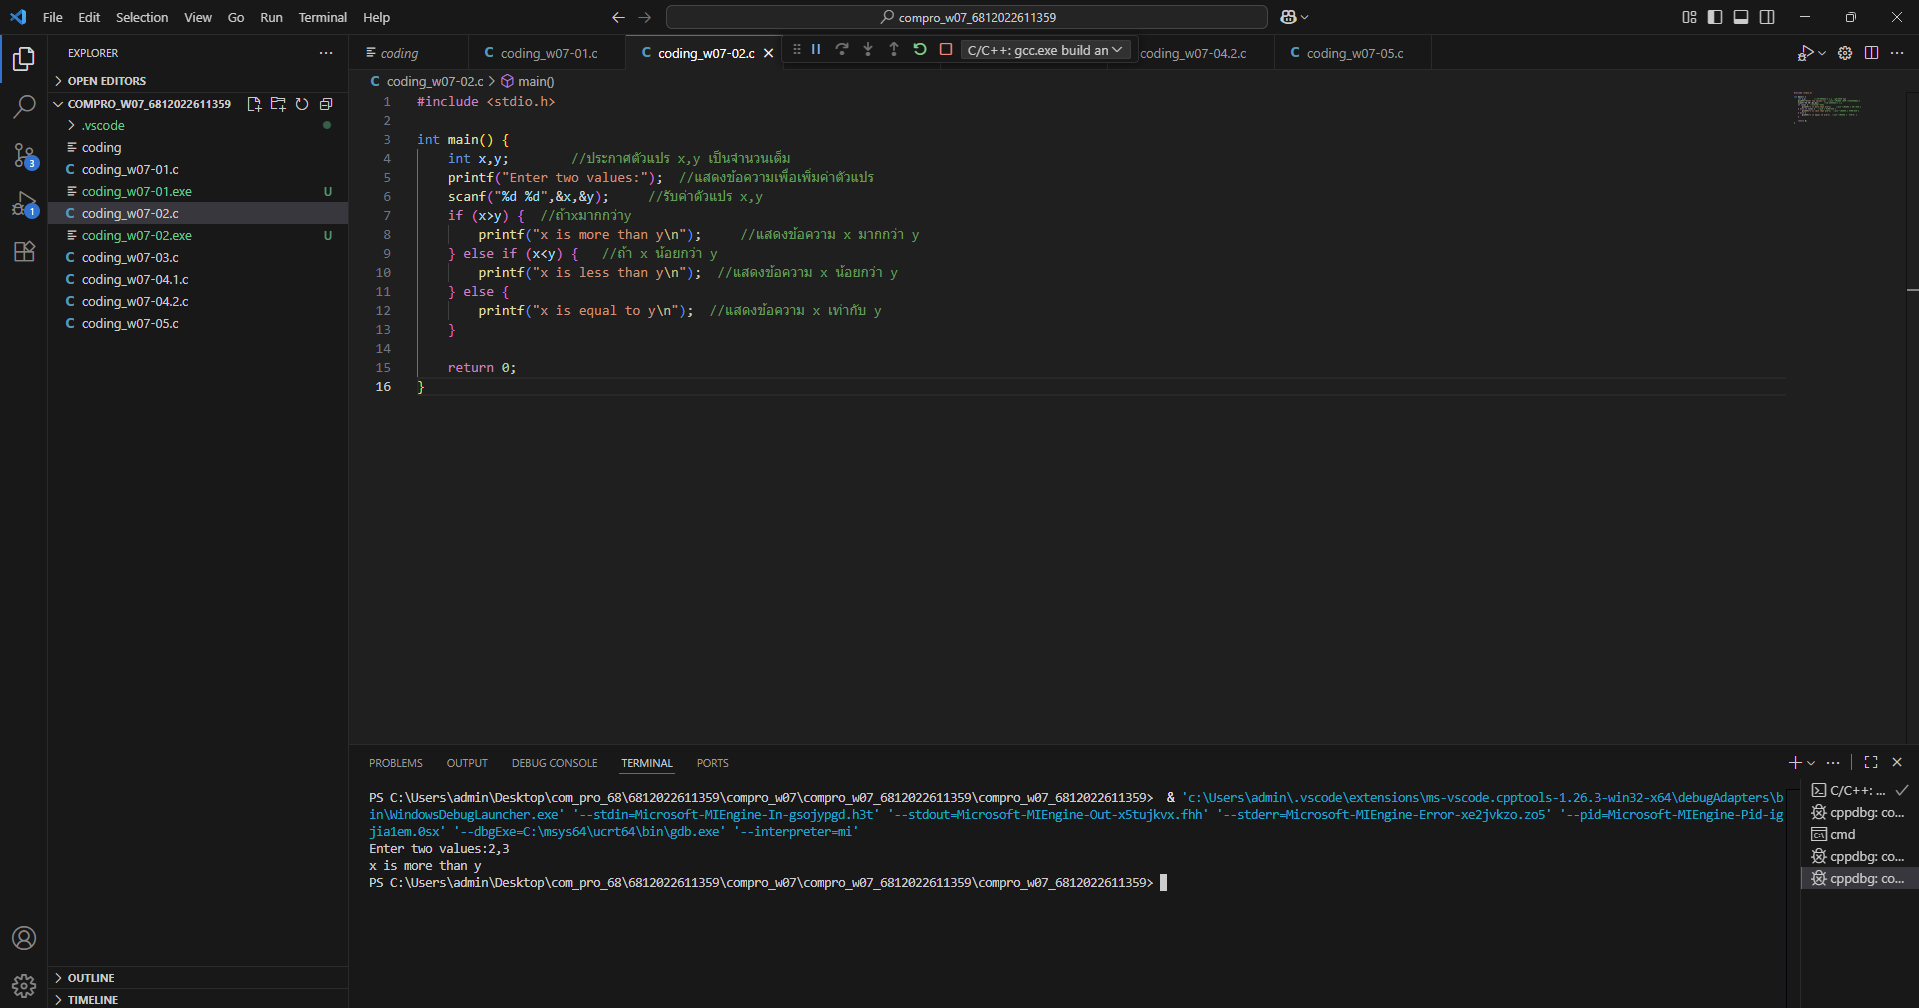 File Edit Selection View Go Run Terminal Help
compro_w07_6812022611359
EXPLORER
OPEN EDITORS
COMPRO_W07_6812022611359
.vscode
coding
coding_w07-01.c
coding_w07-01.exe U
coding_w07-02.c
coding_w07-02.exe U
coding_w07-03.c
coding_w07-04.1.c
coding_w07-04.2.c
coding_w07-05.c
OUTLINE
TIMELINE
3
1
coding coding_w07-01.c coding_w07-02.c C/C++: gcc.exe build an coding_w07-04.2.c coding_w07-05.c
coding_w07-02.c > main()
1 #include <stdio.h>
2
3 int main() {
4 int x,y; //ประกาศตัวแปร x,y เป็นจำนวนเต็ม
5 printf("Enter two values:"); //แสดงข้อความเพื่อเพิ่มค่าตัวแปร
6 scanf("%d %d",&x,&y); //รับค่าตัวแปร x,y
7 if (x>y) { //ถ้าxมากกว่าy
8 printf("x is more than y\n"); //แสดงข้อความ x มากกว่า y
9 } else if (x<y) { //ถ้า x น้อยกว่า y
10 printf("x is less than y\n"); //แสดงข้อความ x น้อยกว่า y
11 } else {
12 printf("x is equal to y\n"); //แสดงข้อความ x เท่ากับ y
13 }
14
15 return 0;
16 }
PROBLEMS OUTPUT DEBUG CONSOLE TERMINAL PORTS
PS C:\Users\admin\Desktop\com_pro_68\6812022611359\compro_w07\compro_w07_6812022611359\compro_w07_6812022611359> & 'c:\Users\admin\.vscode\extensions\ms-vscode.cpptools-1.26.3-win32-x64\debugAdapters\b
in\WindowsDebugLauncher.exe' '--stdin=Microsoft-MIEngine-In-gsojypgd.h3t' '--stdout=Microsoft-MIEngine-Out-x5tujkvx.fhh' '--stderr=Microsoft-MIEngine-Error-xe2jvkzo.zo5' '--pid=Microsoft-MIEngine-Pid-ig
jia1em.0sx' '--dbgExe=C:\msys64\ucrt64\bin\gdb.exe' '--interpreter=mi'
Enter two values:2,3
x is more than y
PS C:\Users\admin\Desktop\com_pro_68\6812022611359\compro_w07\compro_w07_6812022611359\compro_w07_6812022611359>
C/C++: ...
cppdbg: co...
cmd
cppdbg: co...
cppdbg: co...